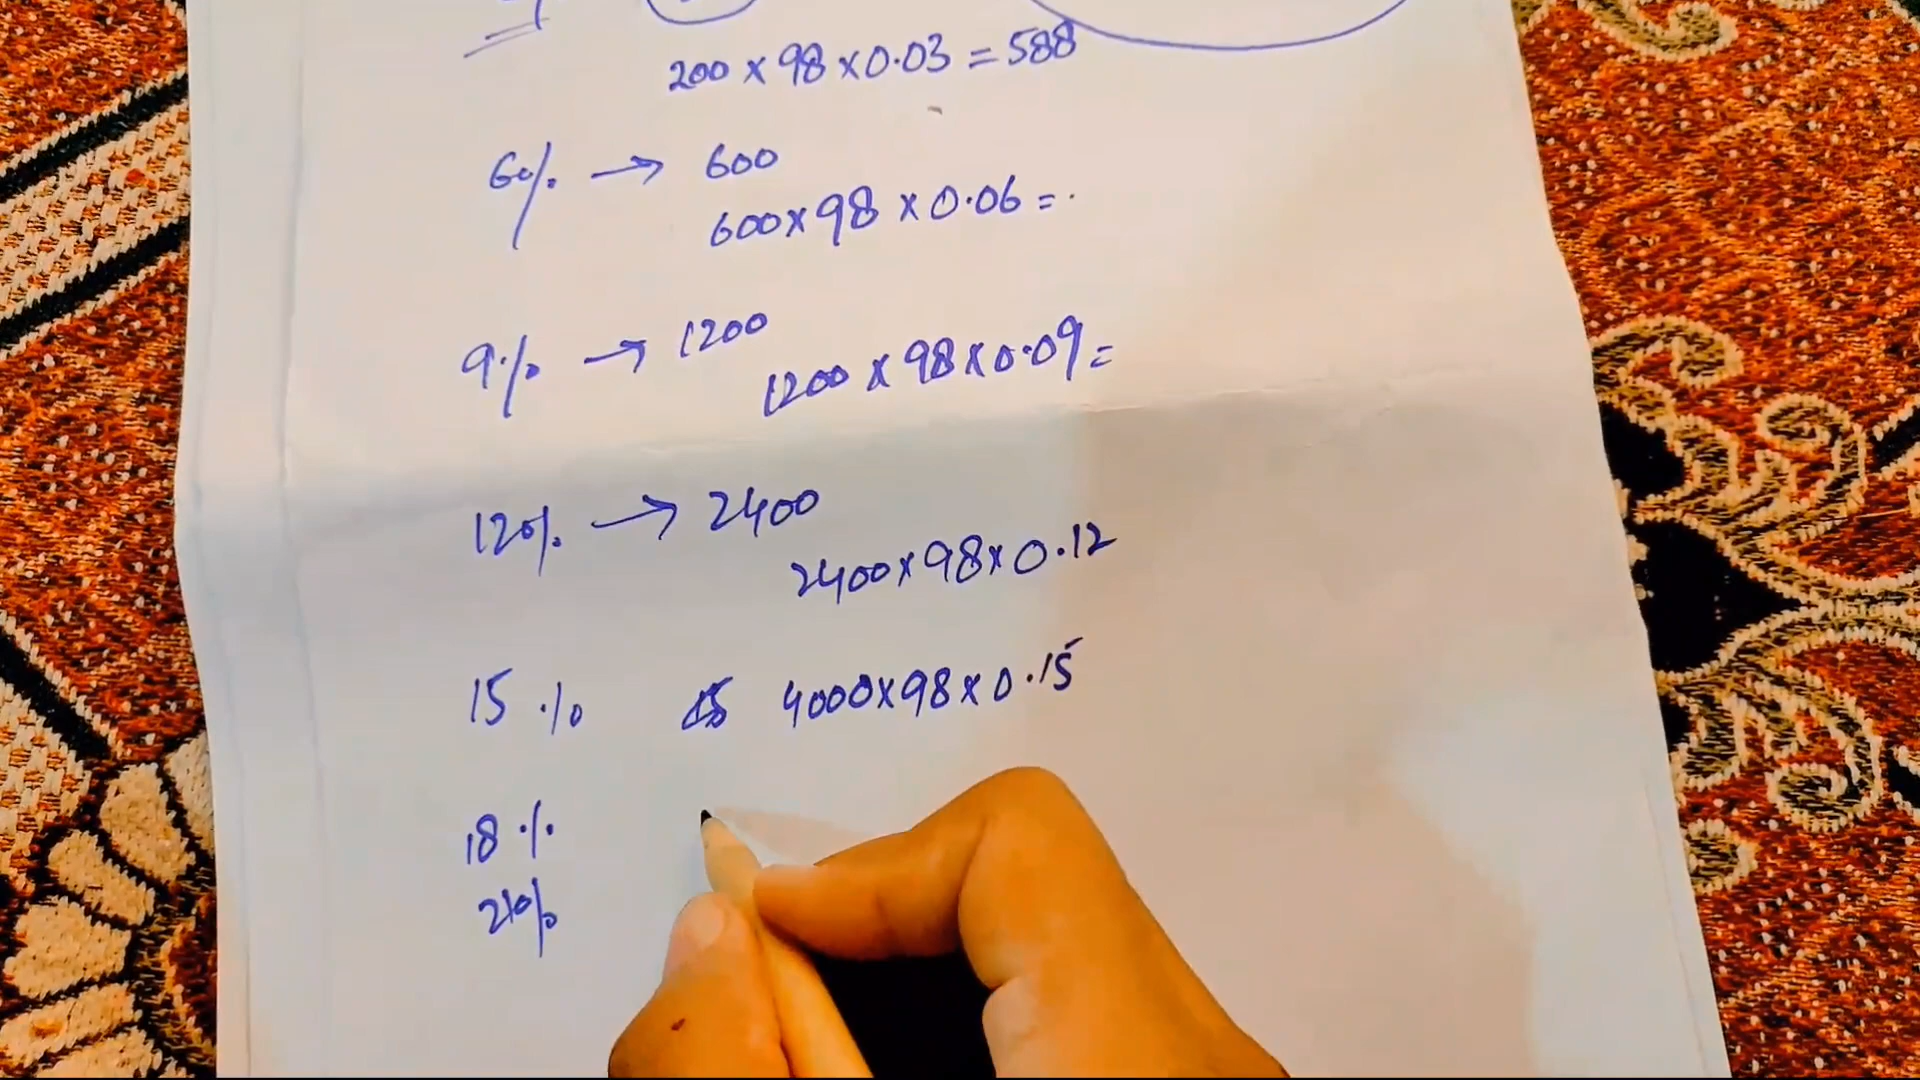 200 x 98 x 0.03 = 588
6% → 600
600 x 98 x 0.06 =
9% → 1200
1200 x 98 x 0.09 =
12% → 2400
2400 x 98 x 0.12
15 % 4000 x 98 x 0.15
18 %
21%